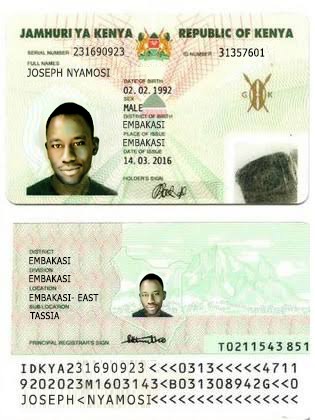 JAMHURI YA KENYA REPUBLIC OF KENYA
SERIAL NUMBER 231690923 ID NUMBER 31357601
FULL NAMES
JOSEPH NYAMOSI
DATE OF BIRTH
02. 02. 1992
SEX
MALE
DISTRICT OF BIRTH
EMBAKASI
PLACE OF ISSUE
EMBAKASI
DATE OF ISSUE
14. 03. 2016
HOLDER'S SIGN
G K
DISTRICT
EMBAKASI
DIVISION
EMBAKASI
LOCATION
EMBAKASI- EAST
SUB LOCATION
TASSIA
PRINCIPAL REGISTRAR'S SIGN
T0211543851
IDKYA231690923<<0313<<<<<4711
9202023M1603143<B031308942G<<0
JOSEPH<NYAMOSI<<<<<<<<<<<<<<<